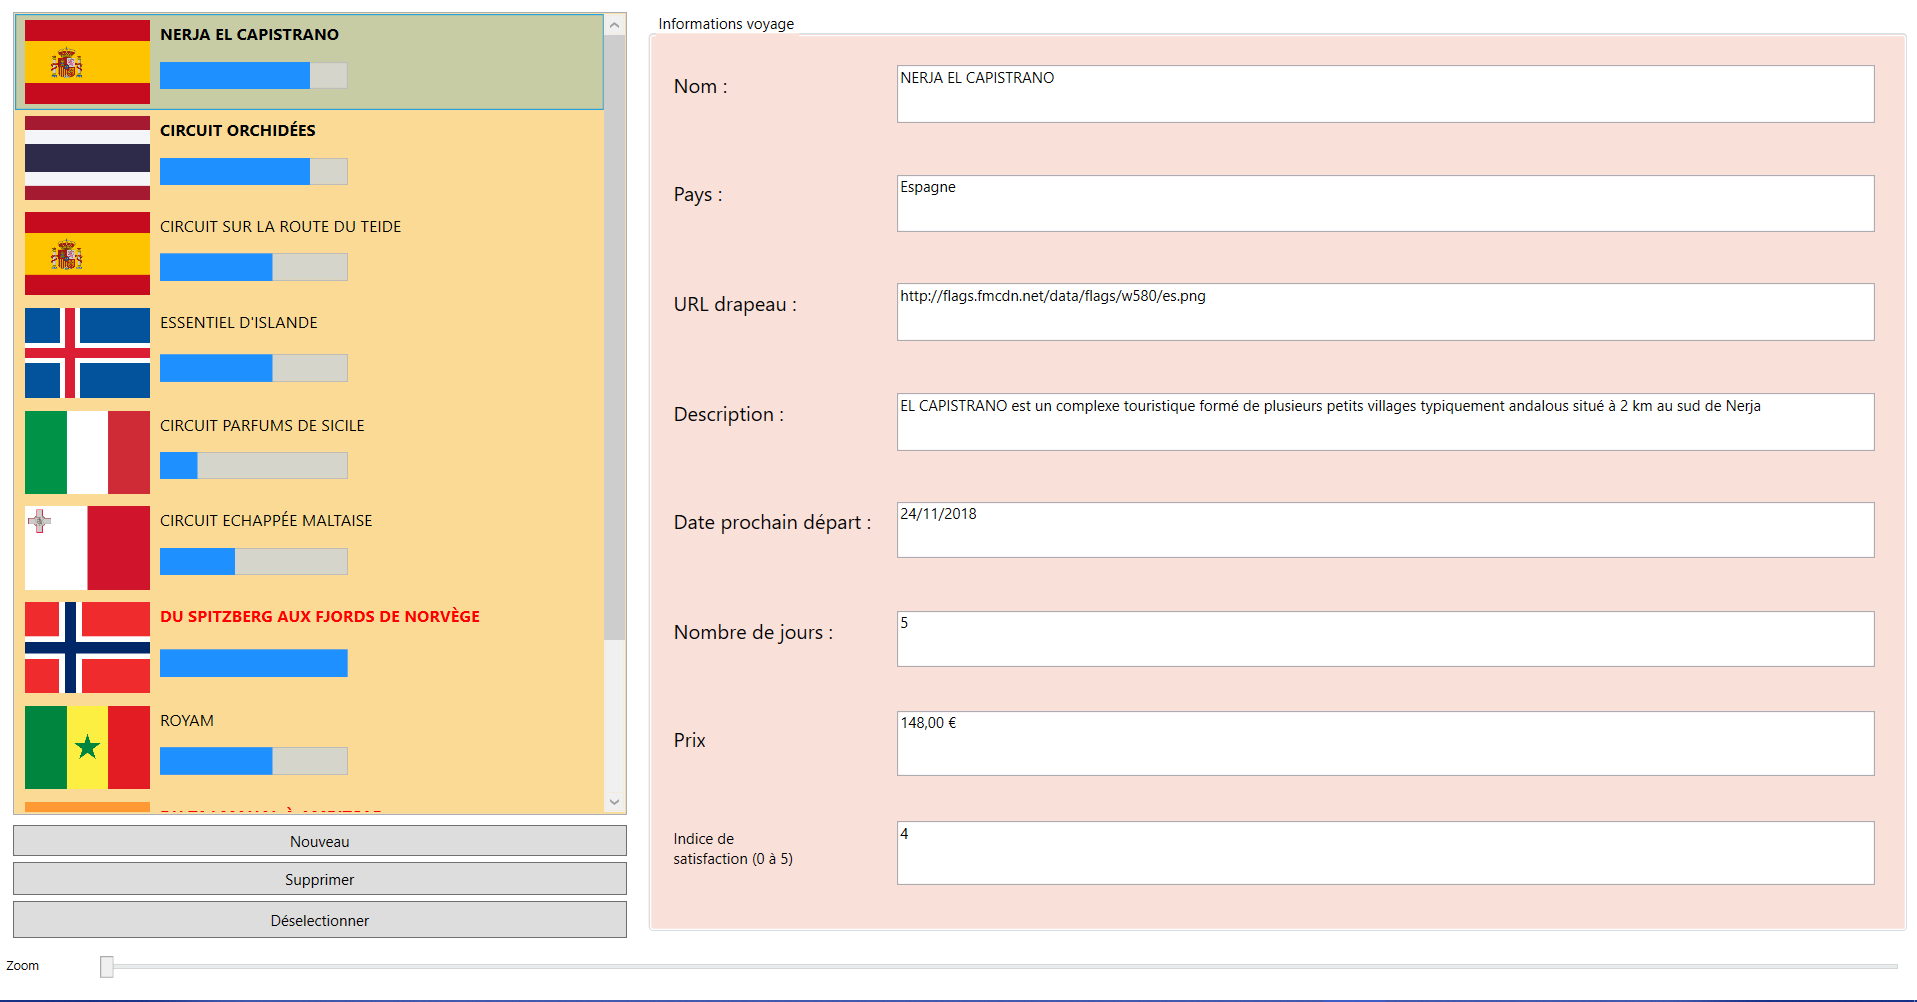 NERJA EL CAPISTRANO
CIRCUIT ORCHIDÉES
CIRCUIT SUR LA ROUTE DU TEIDE
ESSENTIEL D'ISLANDE
CIRCUIT PARFUMS DE SICILE
CIRCUIT ECHAPPÉE MALTAISE
DU SPITZBERG AUX FJORDS DE NORVÈGE
ROYAM
Nouveau
Supprimer
Déselectionner
Informations voyage
Nom :
NERJA EL CAPISTRANO
Pays :
Espagne
URL drapeau :
http://flags.fmcdn.net/data/flags/w580/es.png
Description :
EL CAPISTRANO est un complexe touristique formé de plusieurs petits villages typiquement andalous situé à 2 km au sud de Nerja
Date prochain départ :
24/11/2018
Nombre de jours :
5
Prix
148,00 €
Indice de
satisfaction (0 à 5)
4
Zoom